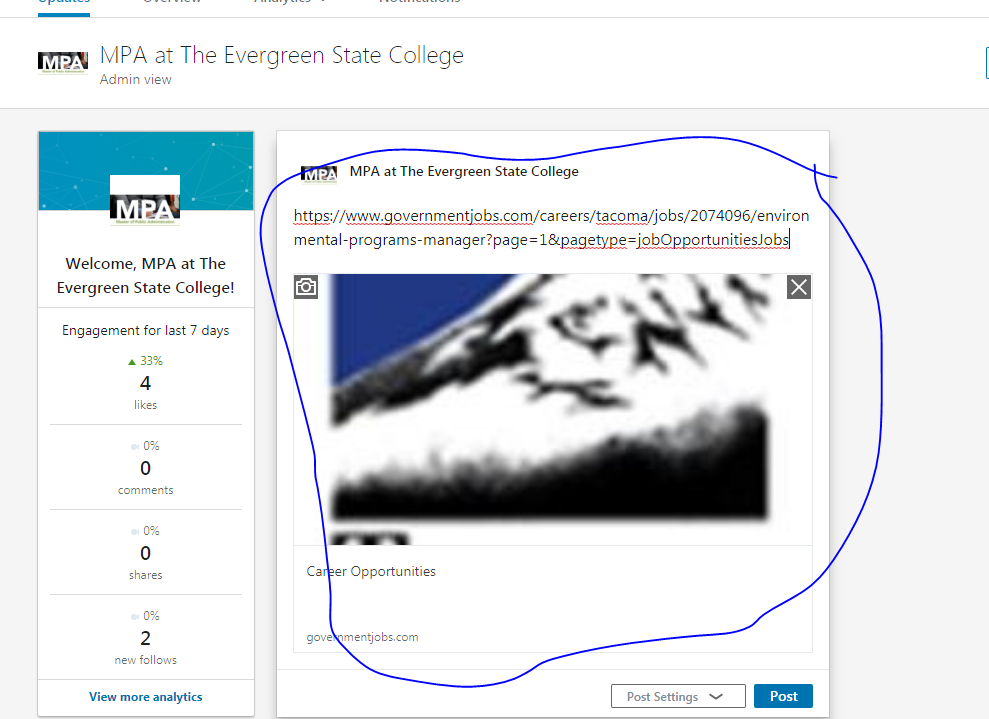 Updates
Overview
Analytics
Notifications
MPA
MPA at The Evergreen State College
Admin view
MPA
Welcome, MPA at The
Evergreen State College!
Engagement for last 7 days
33%
4
likes
0%
0
comments
0%
0
shares
0%
2
new follows
View more analytics
MPA
MPA at The Evergreen State College
https://www.governmentjobs.com/careers/tacoma/jobs/2074096/environ
mental-programs-manager?page=1&pagetype=jobOpportunitiesJobs
Career Opportunities
governmentjobs.com
Post Settings
Post